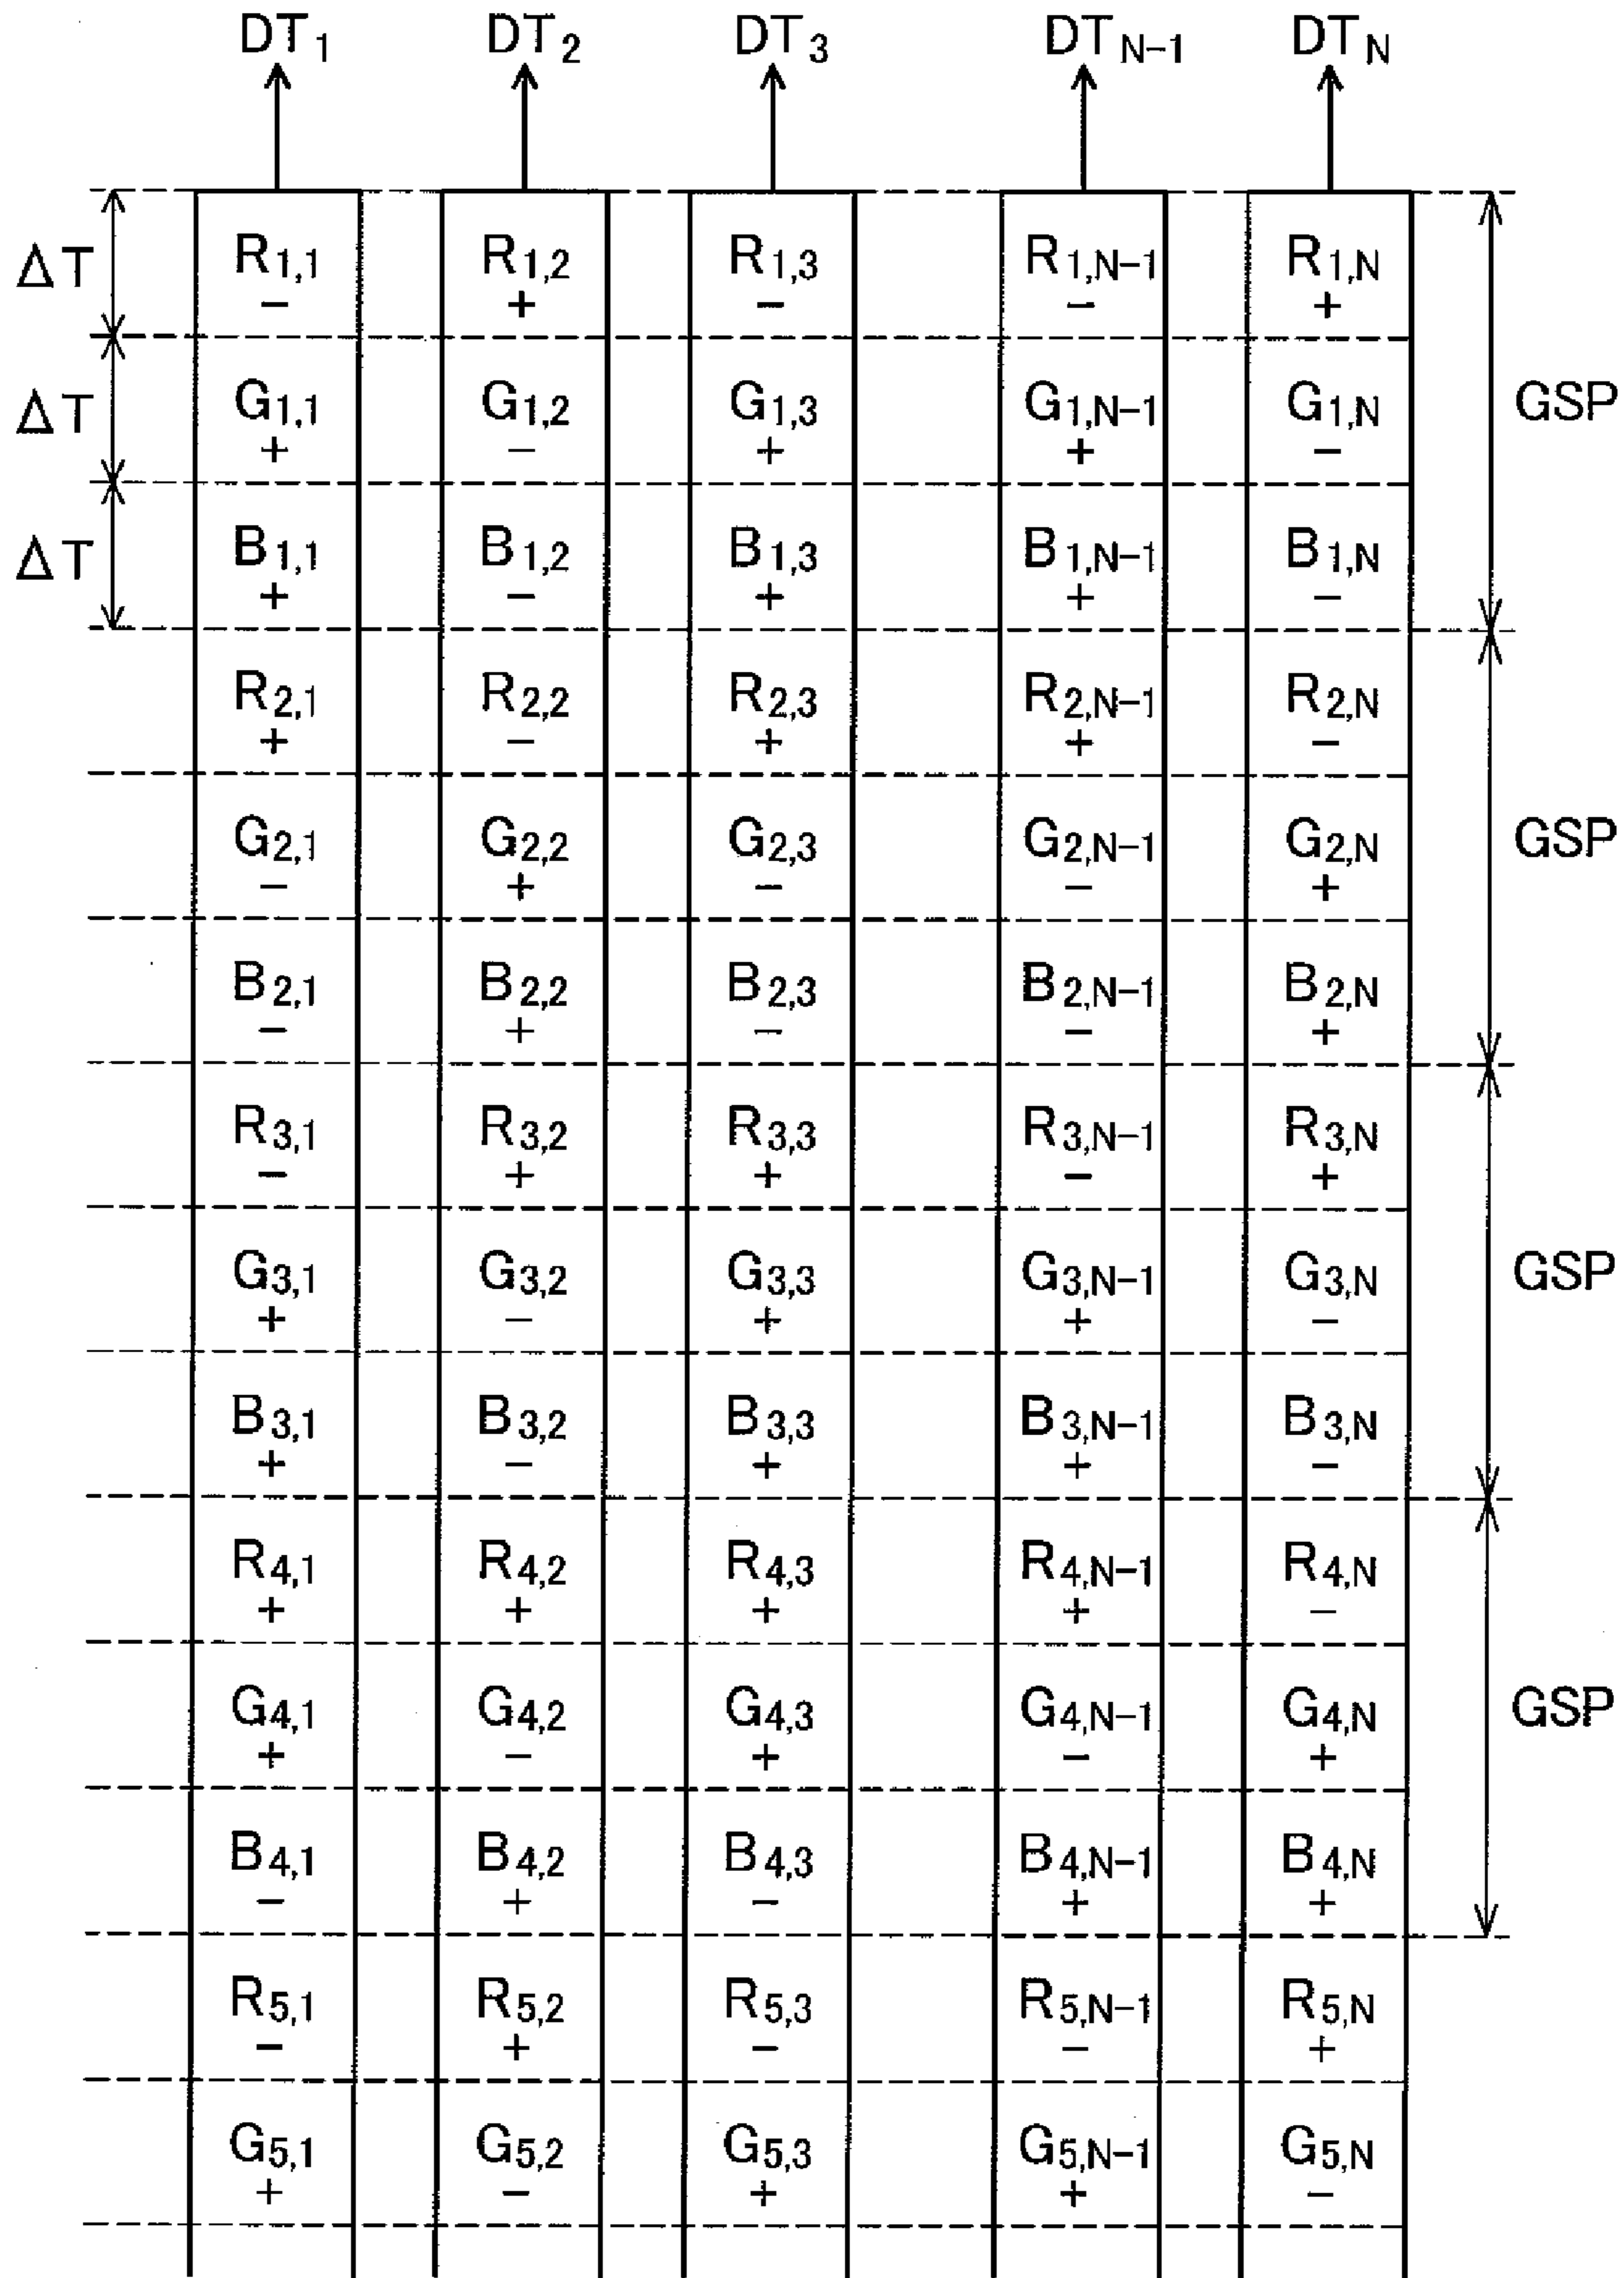 DT1 DT2 DT3 DTN-1 DTN
ΔT R1,1 R1,2 R1,3 R1,N-1 R1,N
- + - - +
ΔT G1,1 G1,2 G1,3 G1,N-1 G1,N GSP
+ - + + -
ΔT B1,1 B1,2 B1,3 B1,N-1 B1,N
+ - + + -
R2,1 R2,2 R2,3 R2,N-1 R2,N
+ - + + -
G2,1 G2,2 G2,3 G2,N-1 G2,N GSP
- + - - +
B2,1 B2,2 B2,3 B2,N-1 B2,N
- + - - +
R3,1 R3,2 R3,3 R3,N-1 R3,N
- + + - +
G3,1 G3,2 G3,3 G3,N-1 G3,N GSP
+ - + + -
B3,1 B3,2 B3,3 B3,N-1 B3,N
+ - + + -
R4,1 R4,2 R4,3 R4,N-1 R4,N
+ + + + -
G4,1 G4,2 G4,3 G4,N-1 G4,N GSP
+ - + - +
B4,1 B4,2 B4,3 B4,N-1 B4,N
- + - + +
R5,1 R5,2 R5,3 R5,N-1 R5,N
- + - - +
G5,1 G5,2 G5,3 G5,N-1 G5,N
+ - + + -